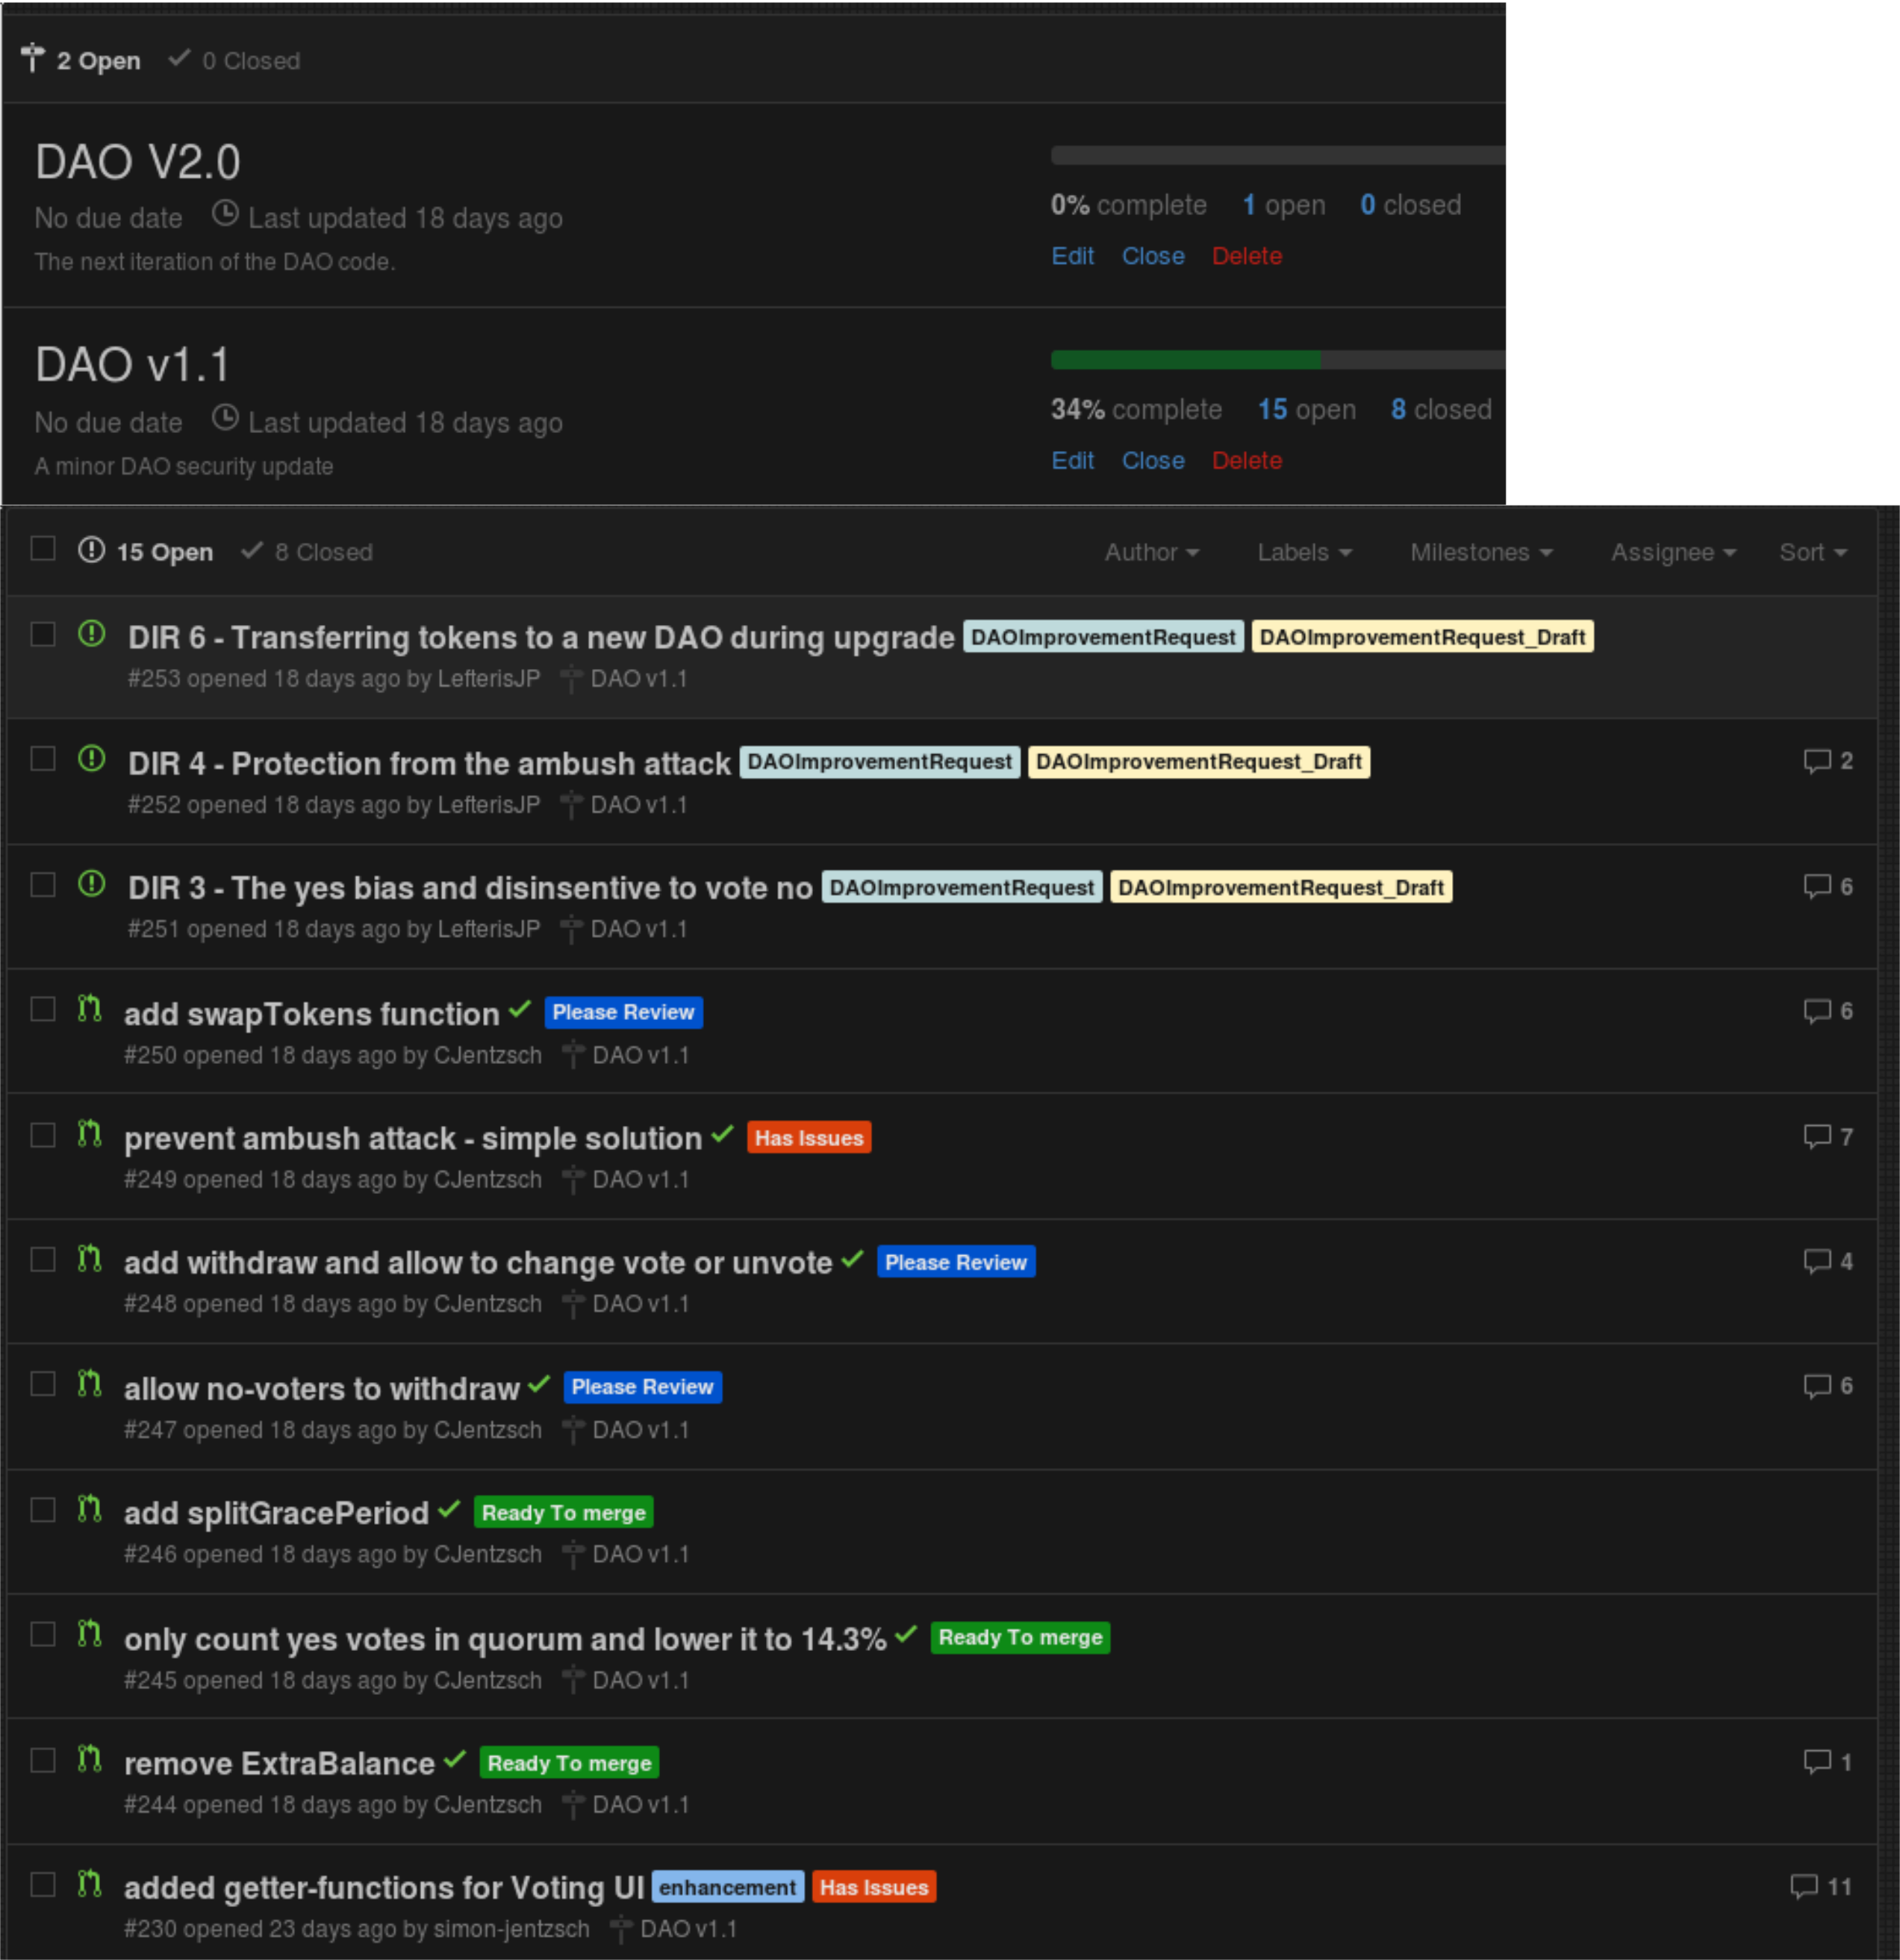 2 Open 0 Closed
DAO V2.0
No due date Last updated 18 days ago
The next iteration of the DAO code.
0% complete 1 open 0 closed
Edit Close Delete
DAO v1.1
No due date Last updated 18 days ago
A minor DAO security update
34% complete 15 open 8 closed
Edit Close Delete
15 Open 8 Closed Author Labels Milestones Assignee Sort
DIR 6 - Transferring tokens to a new DAO during upgrade DAOImprovementRequest DAOImprovementRequest_Draft
#253 opened 18 days ago by LefterisJP DAO v1.1
DIR 4 - Protection from the ambush attack DAOImprovementRequest DAOImprovementRequest_Draft 2
#252 opened 18 days ago by LefterisJP DAO v1.1
DIR 3 - The yes bias and disinsentive to vote no DAOImprovementRequest DAOImprovementRequest_Draft 6
#251 opened 18 days ago by LefterisJP DAO v1.1
add swapTokens function Please Review 6
#250 opened 18 days ago by CJentzsch DAO v1.1
prevent ambush attack - simple solution Has Issues 7
#249 opened 18 days ago by CJentzsch DAO v1.1
add withdraw and allow to change vote or unvote Please Review 4
#248 opened 18 days ago by CJentzsch DAO v1.1
allow no-voters to withdraw Please Review 6
#247 opened 18 days ago by CJentzsch DAO v1.1
add splitGracePeriod Ready To merge
#246 opened 18 days ago by CJentzsch DAO v1.1
only count yes votes in quorum and lower it to 14.3% Ready To merge
#245 opened 18 days ago by CJentzsch DAO v1.1
remove ExtraBalance Ready To merge 1
#244 opened 18 days ago by CJentzsch DAO v1.1
added getter-functions for Voting UI enhancement Has Issues 11
#230 opened 23 days ago by simon-jentzsch DAO v1.1